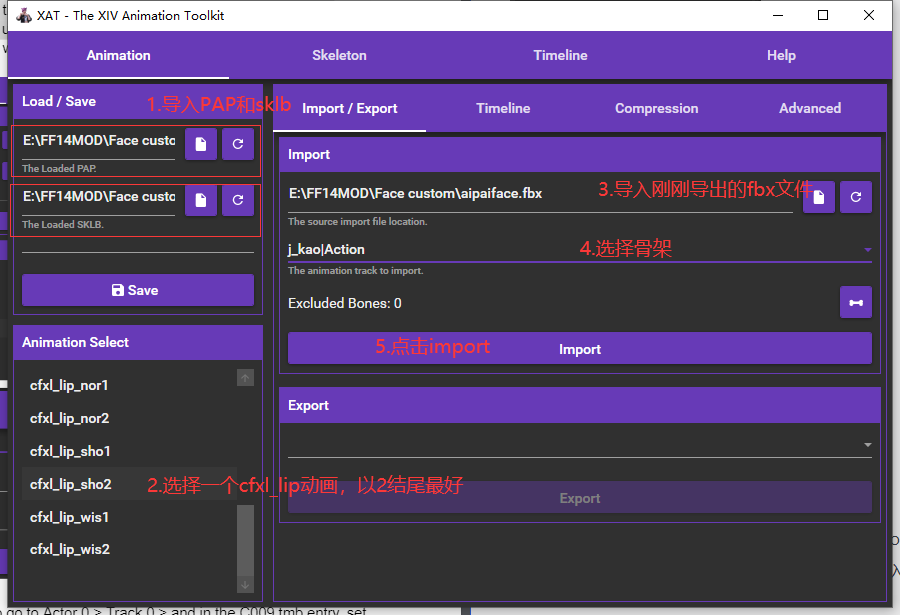 XAT - The XIV Animation Toolkit
Animation
Skeleton
Timeline
Help
Load / Save
1.导入PAP和sklb
E:\FF14MOD\Face custo
The Loaded PAP.
E:\FF14MOD\Face custo
The Loaded SKLB.
Save
Animation Select
cfxl_lip_nor1
cfxl_lip_nor2
cfxl_lip_sho1
cfxl_lip_sho2
2.选择一个cfxl_lip动画，以2结尾最好
cfxl_lip_wis1
cfxl_lip_wis2
Import / Export
Timeline
Compression
Advanced
Import
E:\FF14MOD\Face custom\aipaiface.fbx
3.导入刚刚导出的fbx文件
The source import file location.
j_kao|Action
4.选择骨架
The animation track to import.
Excluded Bones: 0
5.点击import
Import
Export
Export
go to Actor 0 > Track 0 > and in the C009 tmb entry, set